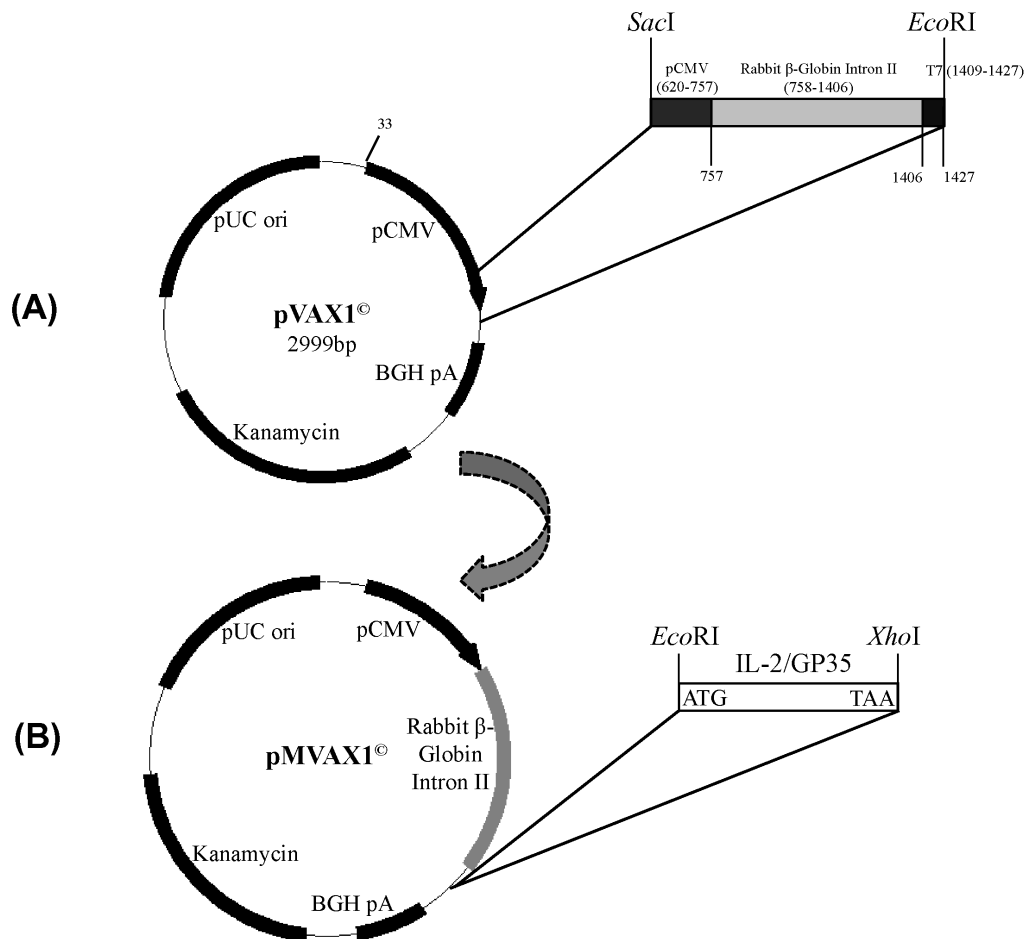 (A)
SacI
EcoRI
pCMV
(620-757)
Rabbit β-Globin Intron II
(758-1406)
T7 (1409-1427)
757
1406
1427
33
pUC ori
pCMV
pVAX1©
2999bp
BGH pA
Kanamycin
(B)
pUC ori
pCMV
Rabbit β-
Globin
Intron II
pMVAX1©
Kanamycin
BGH pA
EcoRI
XhoI
IL-2/GP35
ATG
TAA